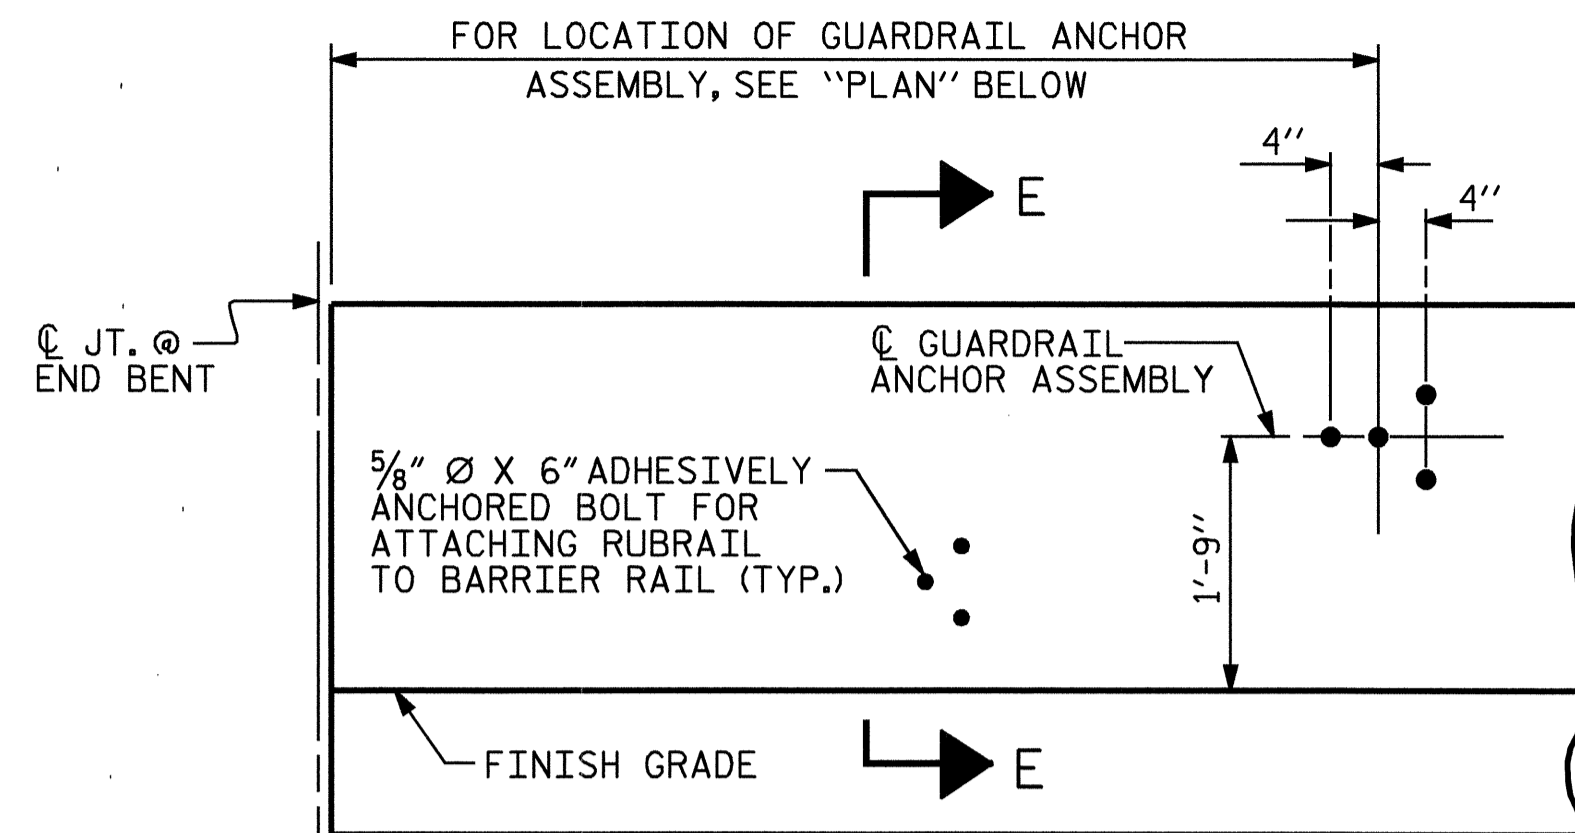 FOR LOCATION OF GUARDRAIL ANCHOR
ASSEMBLY, SEE "PLAN" BELOW
4"
4"
E
℄ JT. @
END BENT
℄ GUARDRAIL
ANCHOR ASSEMBLY
5/8" Ø X 6" ADHESIVELY
ANCHORED BOLT FOR
ATTACHING RUBRAIL
TO BARRIER RAIL (TYP.)
1'-9"
FINISH GRADE
E